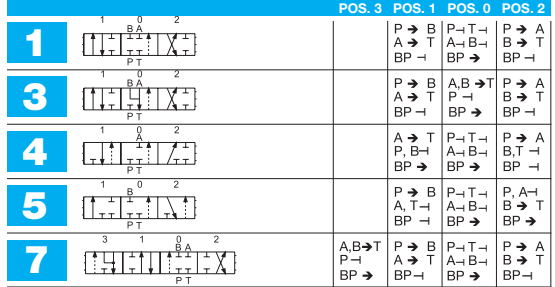 POS. 3 POS. 1 POS. 0 POS. 2
1 0 2
B A
1
P T
P ➔ B P⊣ T⊣ P ➔ A
A ➔ T A⊣ B⊣ B ➔ T
BP ⊣ BP ➔ BP ⊣
1 0 2
B A
3
P T
P ➔ B A,B ➔T P ➔ A
A ➔ T P ⊣ B ➔ T
BP ⊣ BP ➔ BP ⊣
1 0 2
A
4
P T
A ➔ T P⊣ T⊣ P ➔ A
P, B⊣ A⊣ B⊣ B,T ⊣
BP ➔ BP ➔ BP ⊣
1 0 2
B
5
P T
P ➔ B P⊣ T⊣ P, A⊣
A, T⊣ A⊣ B⊣ B ➔ T
BP ⊣ BP ➔ BP ➔
3 1 0 2
B A
7
P T
A,B➔T P ➔ B P⊣ T⊣ P ➔ A
P⊣ A ➔ T A⊣ B⊣ B ➔ T
BP ➔ BP⊣ BP ➔ BP ⊣